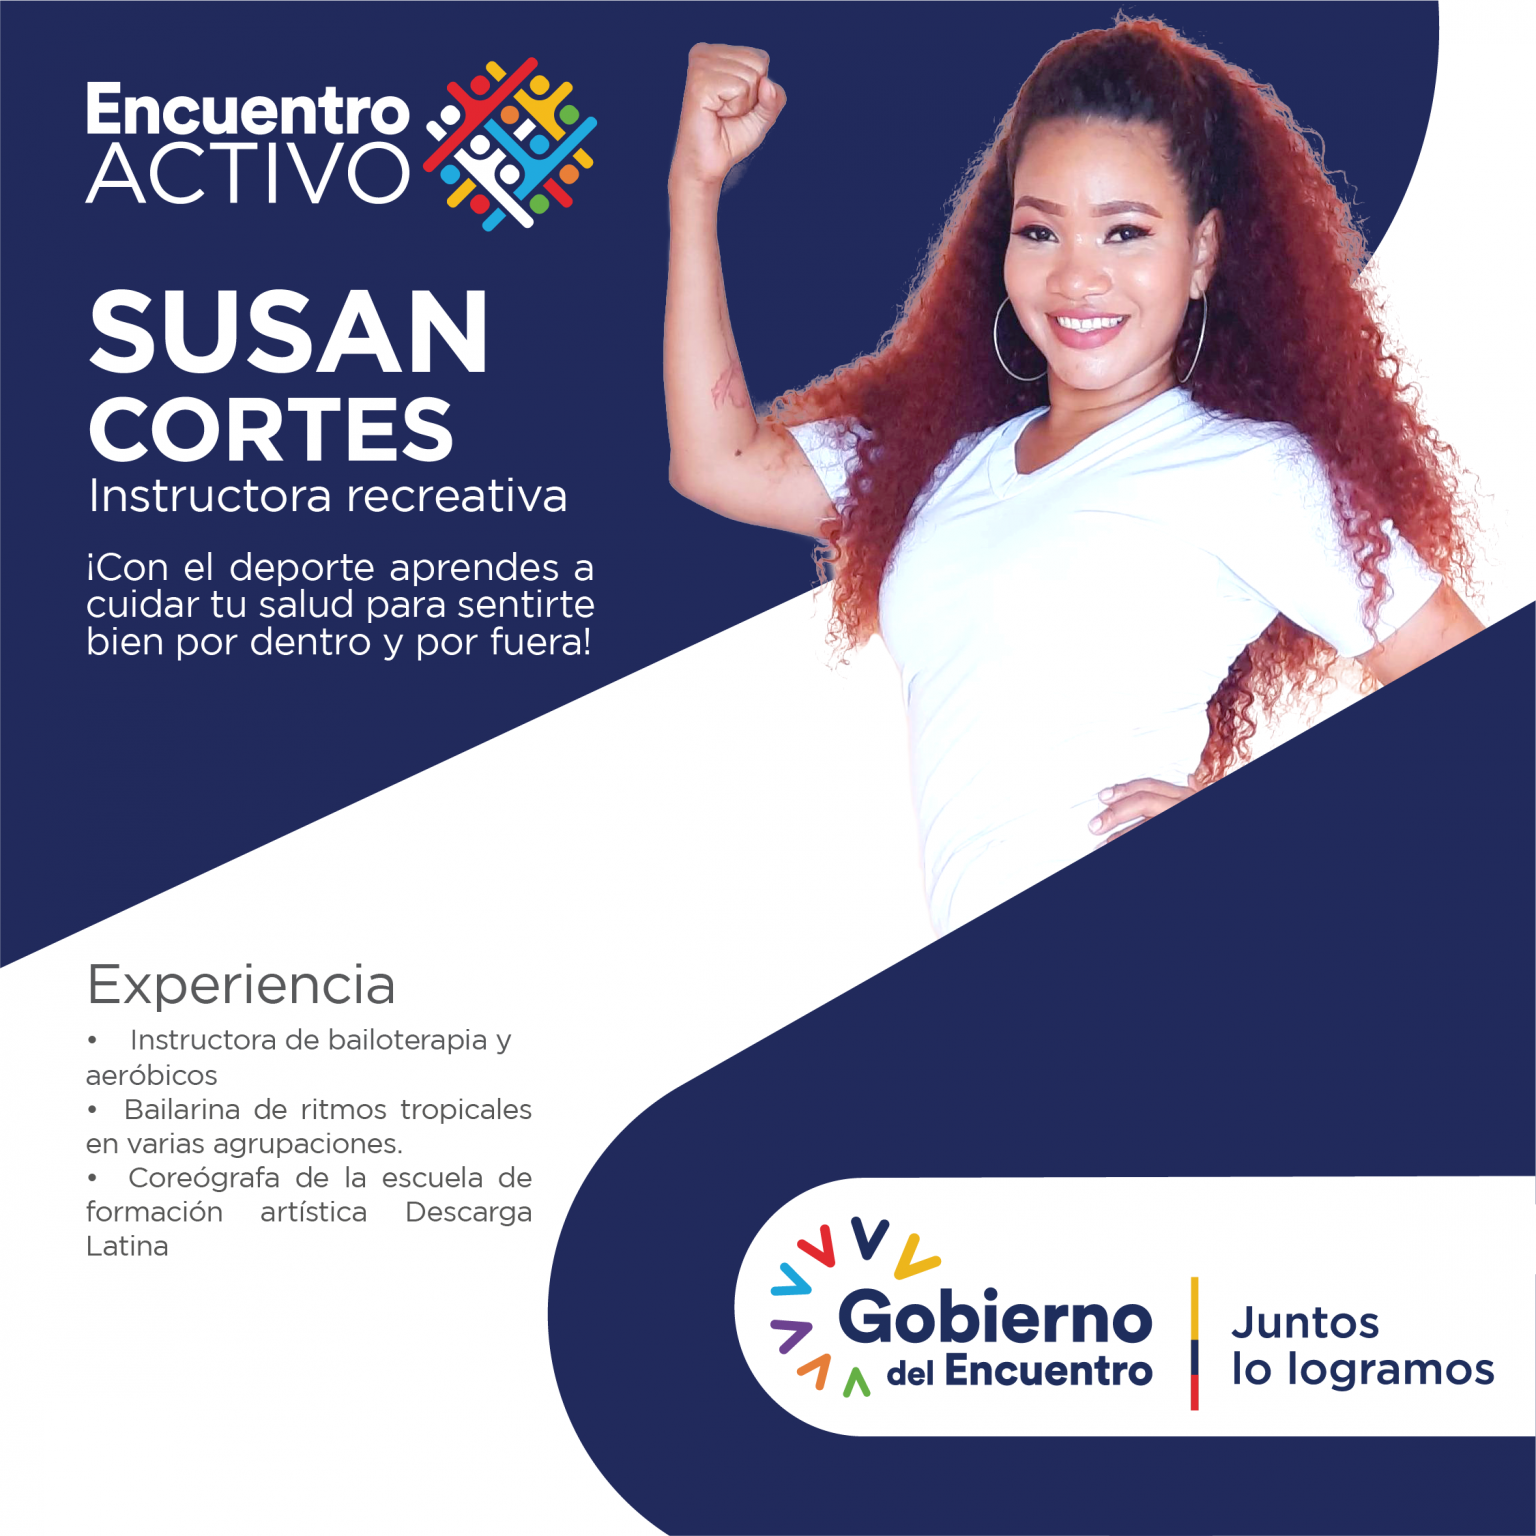 Encuentro
ACTIVO
SUSAN
CORTES
Instructora recreativa
¡Con el deporte aprendes a
cuidar tu salud para sentirte
bien por dentro y por fuera!
Experiencia
• Instructora de bailoterapia y
aeróbicos
• Bailarina de ritmos tropicales
en varias agrupaciones.
• Coreógrafa de la escuela de
formación artística Descarga
Latina
Gobierno
del Encuentro
Juntos
lo logramos